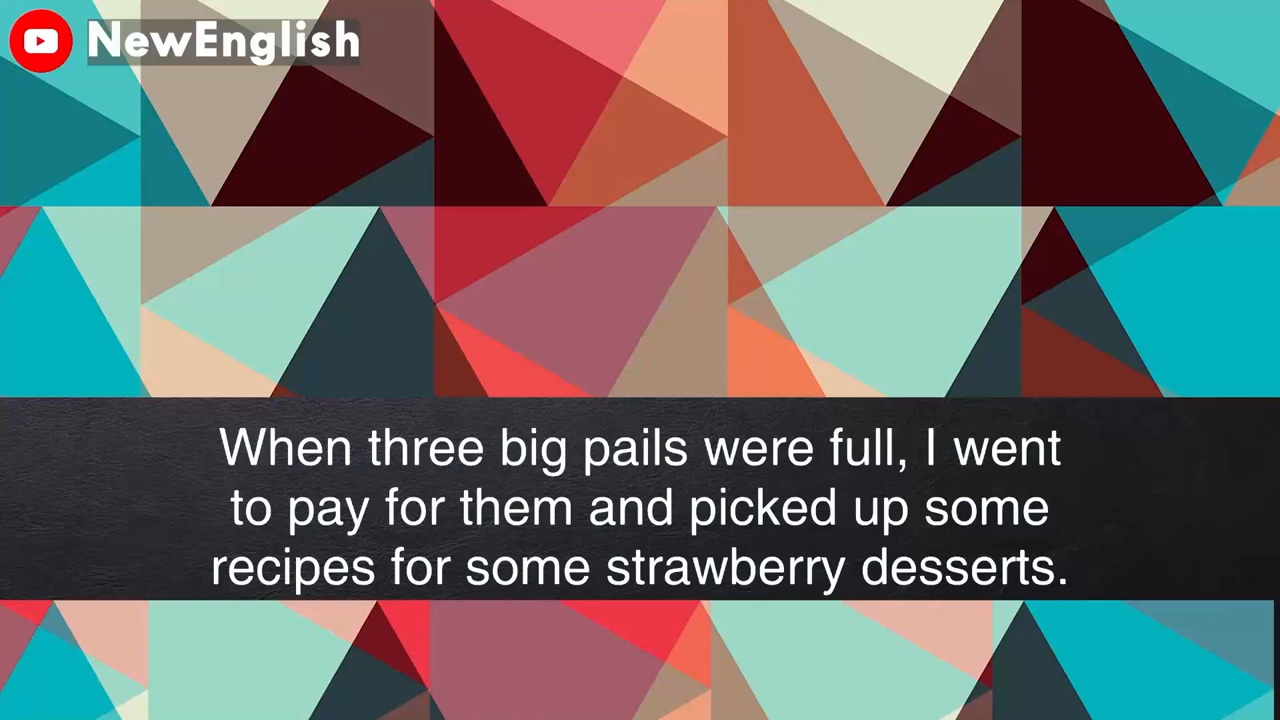 NewEnglish
When three big pails were full, I went
to pay for them and picked up some
recipes for some strawberry desserts.